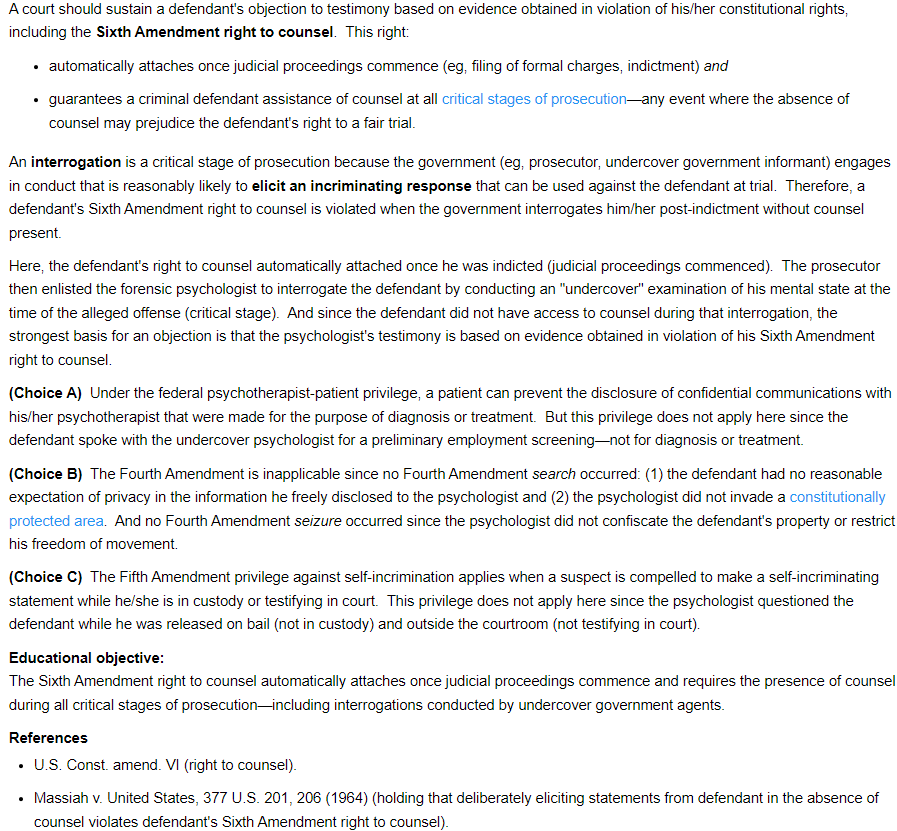 A court should sustain a defendant's objection to testimony based on evidence obtained in violation of his/her constitutional rights,
including the Sixth Amendment right to counsel. This right:
• automatically attaches once judicial proceedings commence (eg, filing of formal charges, indictment) and
• guarantees a criminal defendant assistance of counsel at all critical stages of prosecution—any event where the absence of
counsel may prejudice the defendant's right to a fair trial.
An interrogation is a critical stage of prosecution because the government (eg, prosecutor, undercover government informant) engages
in conduct that is reasonably likely to elicit an incriminating response that can be used against the defendant at trial. Therefore, a
defendant's Sixth Amendment right to counsel is violated when the government interrogates him/her post-indictment without counsel
present.
Here, the defendant's right to counsel automatically attached once he was indicted (judicial proceedings commenced). The prosecutor
then enlisted the forensic psychologist to interrogate the defendant by conducting an "undercover" examination of his mental state at the
time of the alleged offense (critical stage). And since the defendant did not have access to counsel during that interrogation, the
strongest basis for an objection is that the psychologist's testimony is based on evidence obtained in violation of his Sixth Amendment
right to counsel.
(Choice A) Under the federal psychotherapist-patient privilege, a patient can prevent the disclosure of confidential communications with
his/her psychotherapist that were made for the purpose of diagnosis or treatment. But this privilege does not apply here since the
defendant spoke with the undercover psychologist for a preliminary employment screening—not for diagnosis or treatment.
(Choice B) The Fourth Amendment is inapplicable since no Fourth Amendment search occurred: (1) the defendant had no reasonable
expectation of privacy in the information he freely disclosed to the psychologist and (2) the psychologist did not invade a constitutionally
protected area. And no Fourth Amendment seizure occurred since the psychologist did not confiscate the defendant's property or restrict
his freedom of movement.
(Choice C) The Fifth Amendment privilege against self-incrimination applies when a suspect is compelled to make a self-incriminating
statement while he/she is in custody or testifying in court. This privilege does not apply here since the psychologist questioned the
defendant while he was released on bail (not in custody) and outside the courtroom (not testifying in court).
Educational objective:
The Sixth Amendment right to counsel automatically attaches once judicial proceedings commence and requires the presence of counsel
during all critical stages of prosecution—including interrogations conducted by undercover government agents.
References
• U.S. Const. amend. VI (right to counsel).
• Massiah v. United States, 377 U.S. 201, 206 (1964) (holding that deliberately eliciting statements from defendant in the absence of
counsel violates defendant's Sixth Amendment right to counsel).